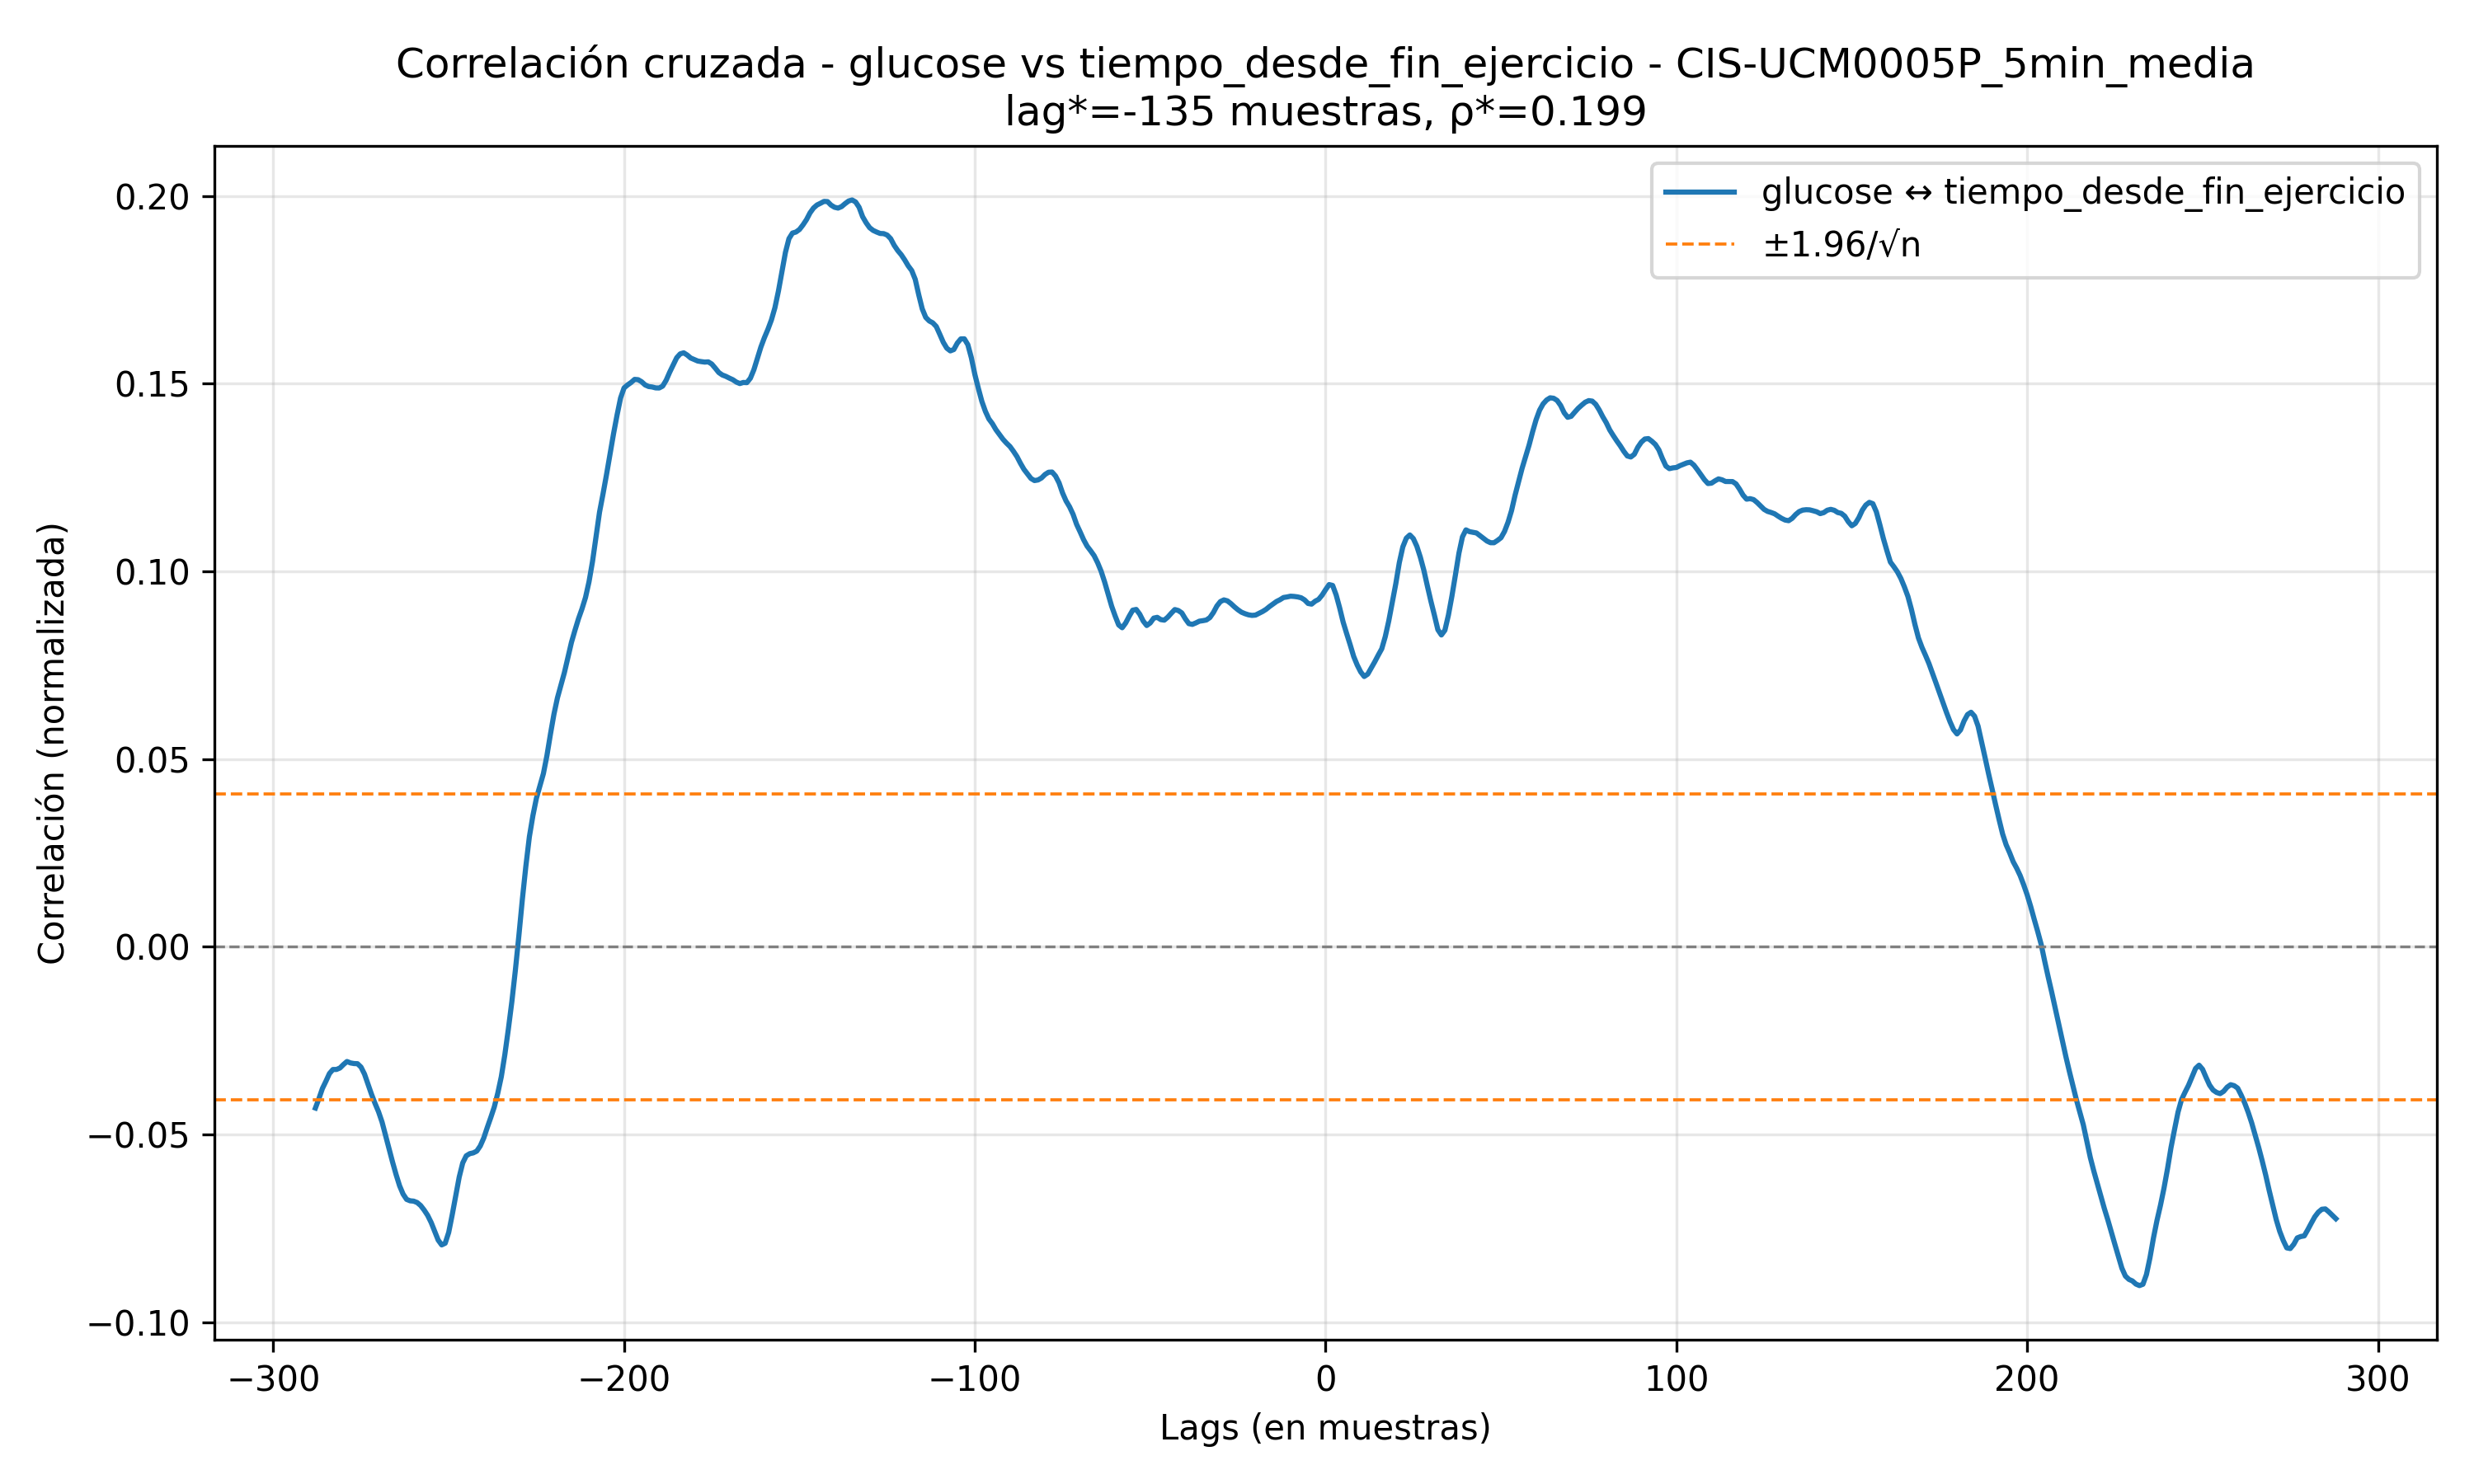 Correlación cruzada - glucose vs tiempo_desde_fin_ejercicio - CIS-UCM0005P_5min_media
lag*=-135 muestras, ρ*=0.199
glucose ↔ tiempo_desde_fin_ejercicio
±1.96/√n
Correlación (normalizada)
0.20
0.15
0.10
0.05
0.00
−0.05
−0.10
−300
−200
−100
0
100
200
300
Lags (en muestras)